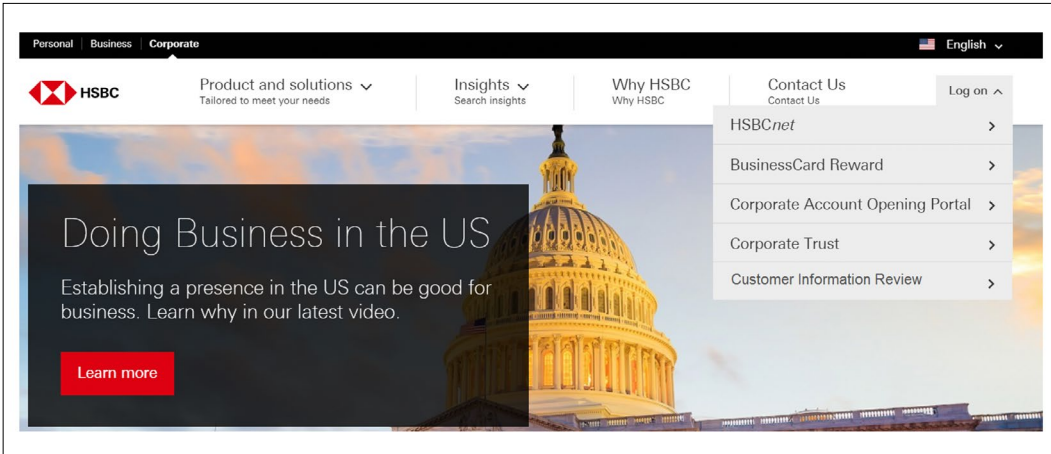 Personal Business Corporate
English
HSBC
Product and solutions
Tailored to meet your needs
Insights
Search insights
Why HSBC
Why HSBC
Contact Us
Contact Us
Log on
HSBCnet
BusinessCard Reward
Corporate Account Opening Portal
Corporate Trust
Customer Information Review
Doing Business in the US
Establishing a presence in the US can be good for
business. Learn why in our latest video.
Learn more